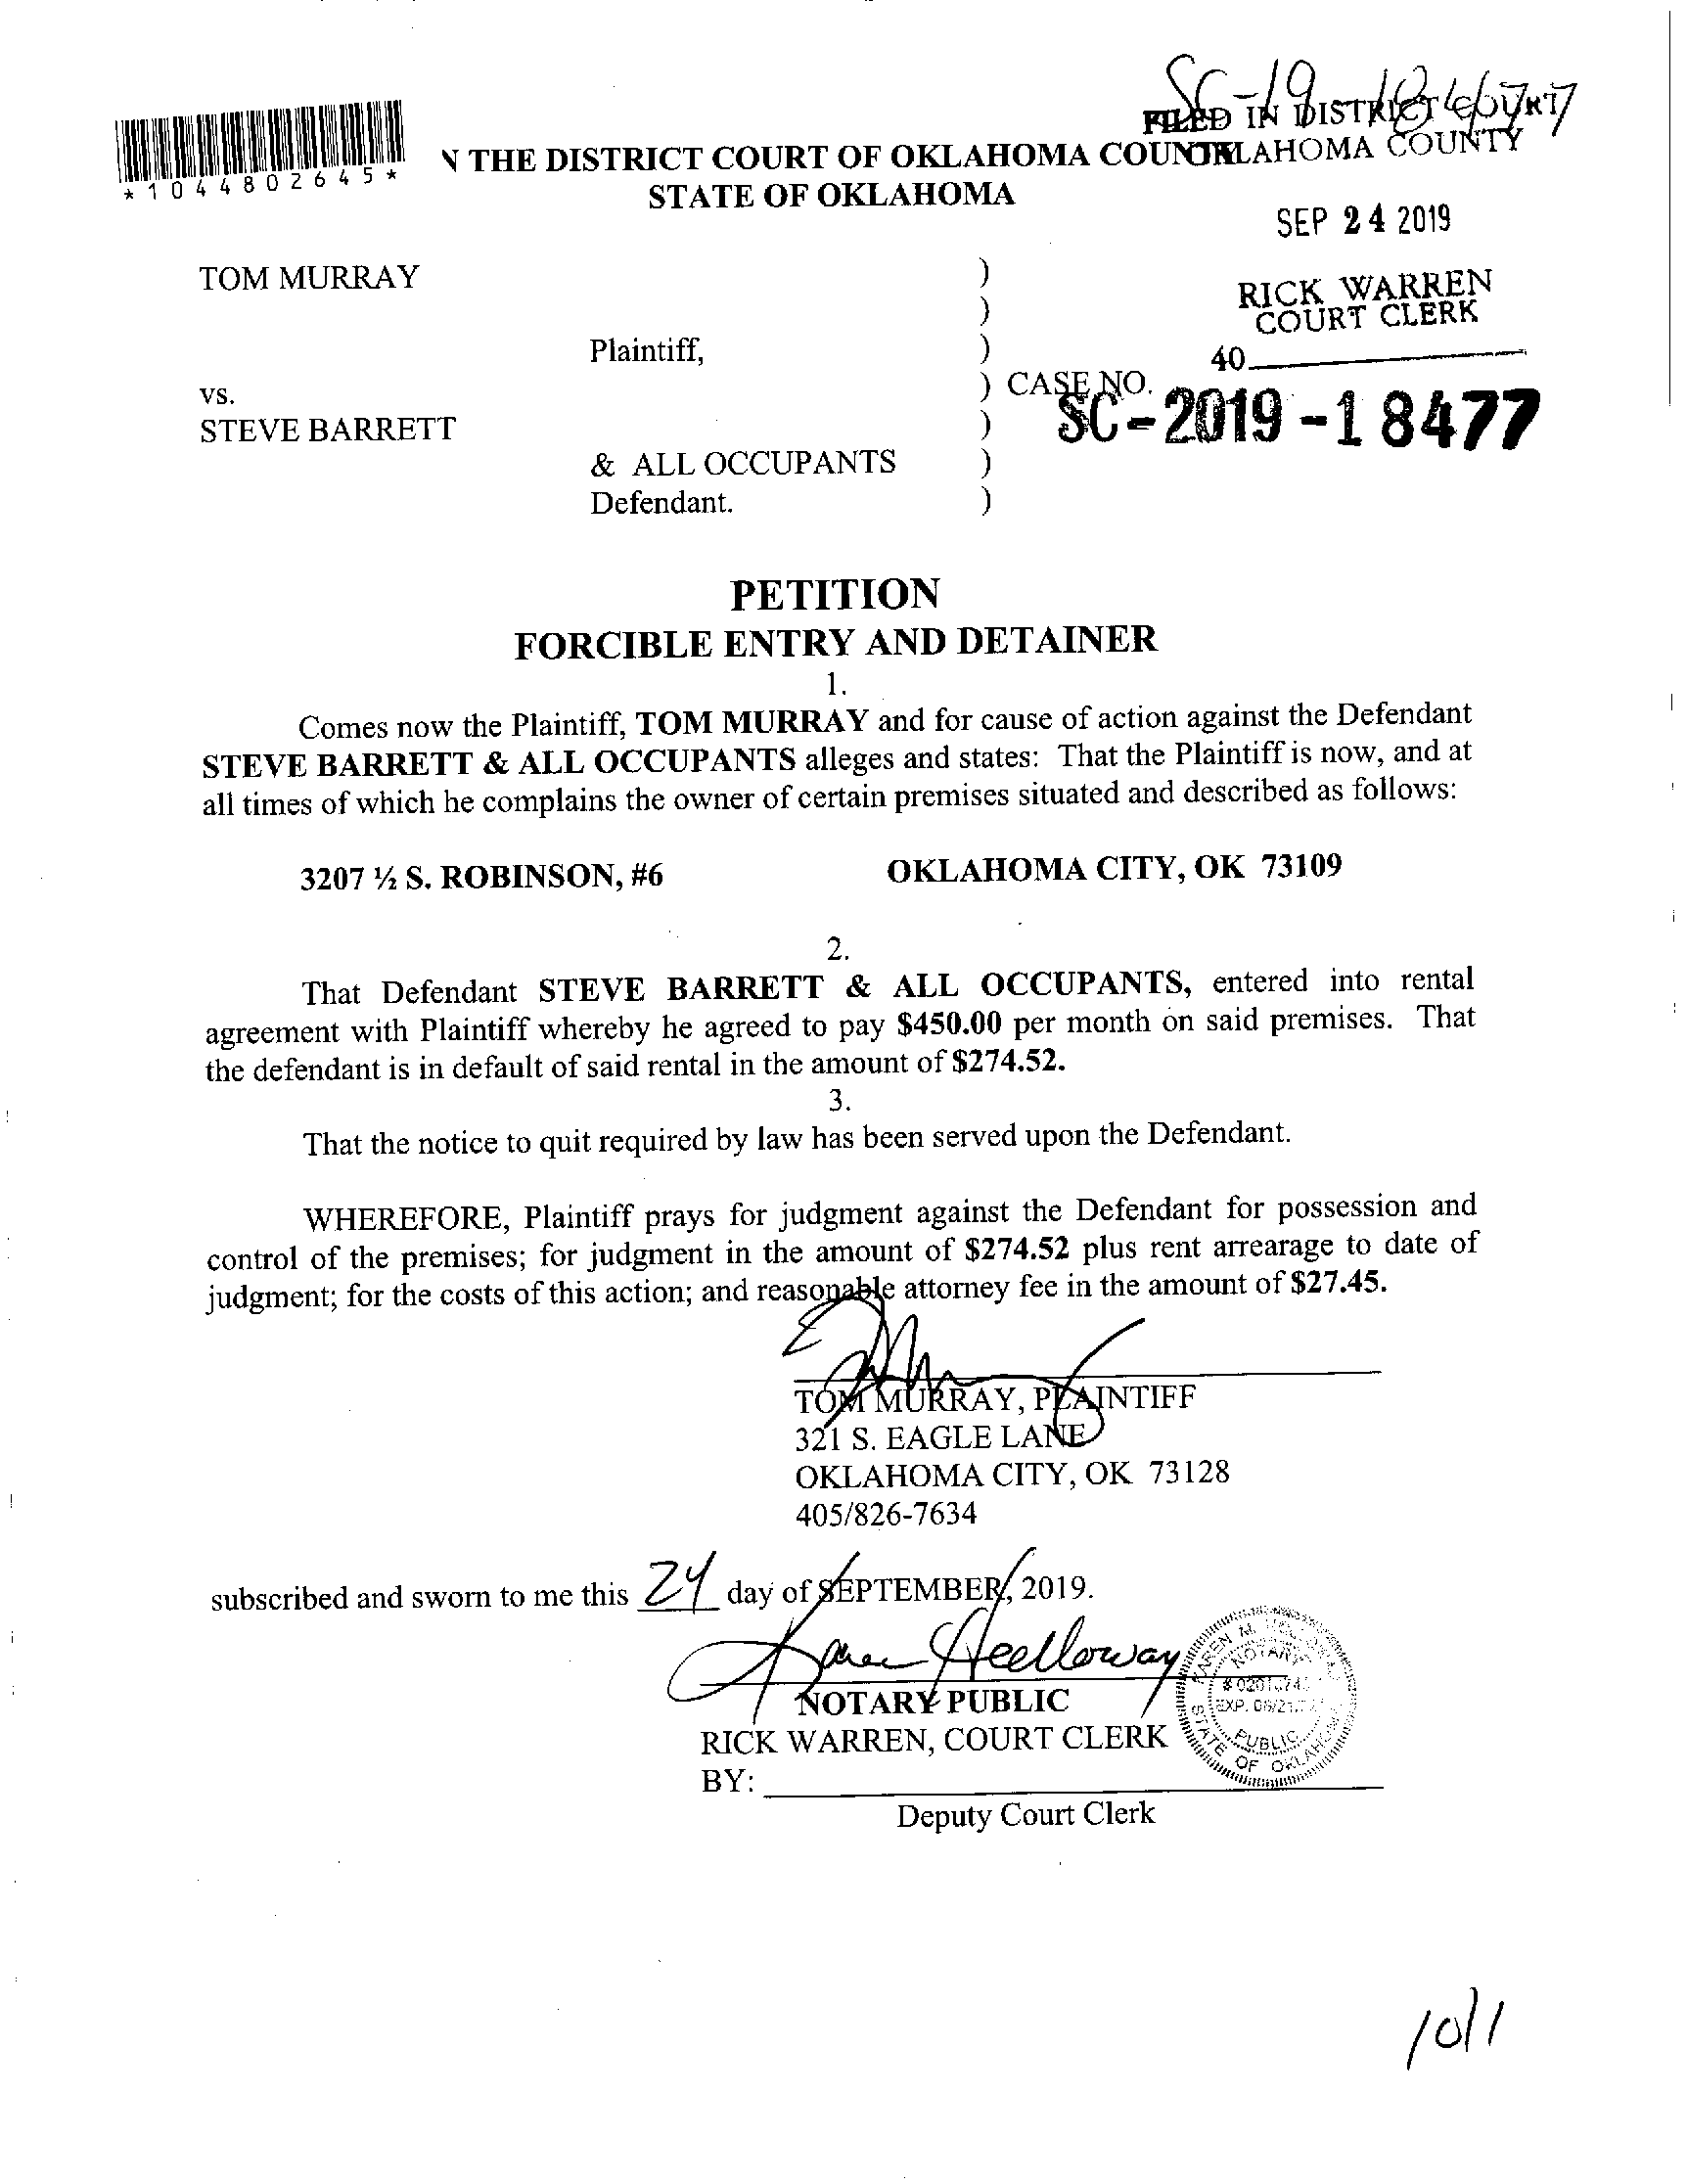 SC-19-18477
FILED IN DISTRICT COURT
OKLAHOMA COUNTY
*1044802645*
N THE DISTRICT COURT OF OKLAHOMA COUNTY
STATE OF OKLAHOMA
SEP 24 2019
TOM MURRAY )
)
RICK WARREN
COURT CLERK
Plaintiff, )
40
vs. ) CASE NO.
SC-2019-18477
STEVE BARRETT )
& ALL OCCUPANTS )
Defendant. )
PETITION
FORCIBLE ENTRY AND DETAINER
1.
Comes now the Plaintiff, TOM MURRAY and for cause of action against the Defendant
STEVE BARRETT & ALL OCCUPANTS alleges and states: That the Plaintiff is now, and at
all times of which he complains the owner of certain premises situated and described as follows:
3207 ½ S. ROBINSON, #6 OKLAHOMA CITY, OK 73109
2.
That Defendant STEVE BARRETT & ALL OCCUPANTS, entered into rental
agreement with Plaintiff whereby he agreed to pay $450.00 per month on said premises. That
the defendant is in default of said rental in the amount of $274.52.
3.
That the notice to quit required by law has been served upon the Defendant.
WHEREFORE, Plaintiff prays for judgment against the Defendant for possession and
control of the premises; for judgment in the amount of $274.52 plus rent arrearage to date of
judgment; for the costs of this action; and reasonable attorney fee in the amount of $27.45.
TOM MURRAY, PLAINTIFF
321 S. EAGLE LANE
OKLAHOMA CITY, OK 73128
405/826-7634
subscribed and sworn to me this 24 day of SEPTEMBER, 2019.
Karen Holloway
NOTARY PUBLIC
RICK WARREN, COURT CLERK
BY:
Deputy Court Clerk
KAREN M.
NOTARY
PUBLIC
STATE OF OKLAHOMA
10/1